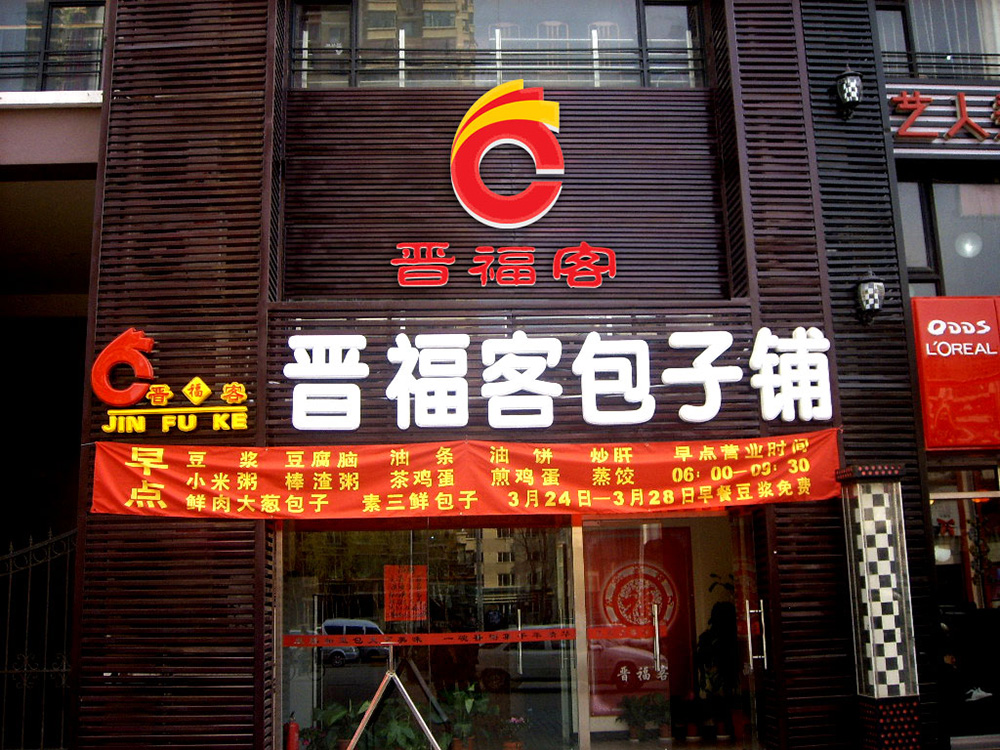 艺人
晋福客
ODDS
L'OREAL
晋福客
JIN FU KE
晋福客包子铺
早点
豆浆 豆腐脑 油条 油饼 炒肝 早点营业时间
小米粥 棒渣粥 茶鸡蛋 煎鸡蛋 蒸饺 06:00—09:30
鲜肉大葱包子 素三鲜包子 3月24日—3月28日早餐豆浆免费
晋福客